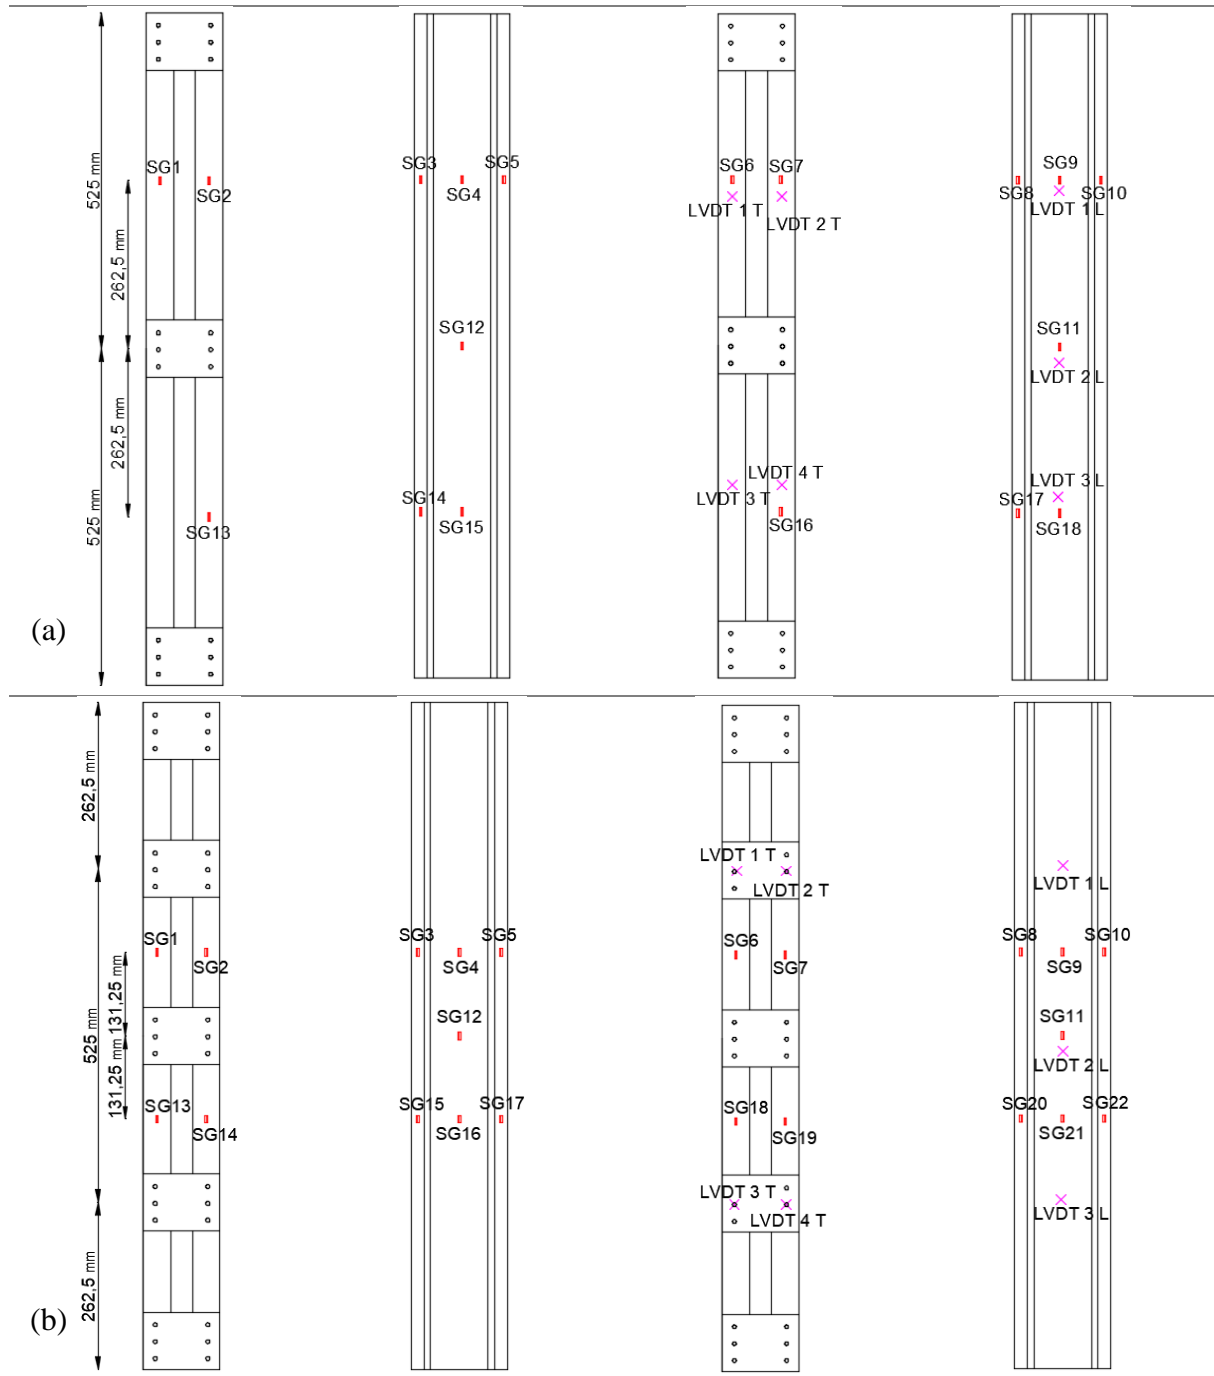 525 mm
262,5 mm
262,5 mm
525 mm
SG1
SG2
SG13
SG3
SG4
SG5
SG12
SG14
SG15
SG6
SG7
LVDT 1 T
LVDT 2 T
LVDT 4 T
LVDT 3 T
SG16
SG9
SG8
SG10
LVDT 1 L
SG11
LVDT 2 L
LVDT 3 L
SG17
SG18
(a)
262,5 mm
525 mm
131,25 mm
131,25 mm
262,5 mm
SG1
SG2
SG13
SG14
SG3
SG4
SG5
SG12
SG15
SG16
SG17
LVDT 1 T
LVDT 2 T
SG6
SG7
SG18
SG19
LVDT 3 T
LVDT 4 T
LVDT 1 L
SG8
SG9
SG10
SG11
LVDT 2 L
SG20
SG21
SG22
LVDT 3 L
(b)